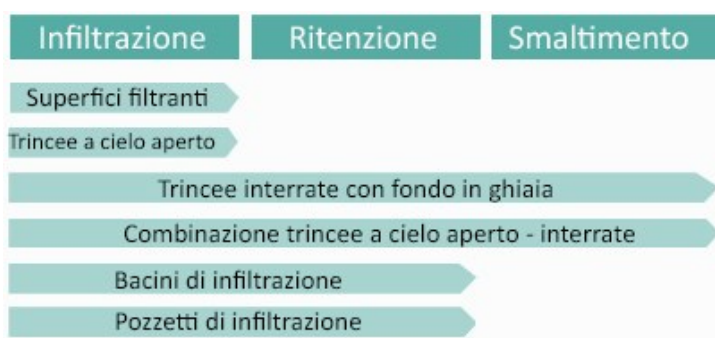 Infiltrazione Ritenzione Smaltimento
Superfici filtranti
Trincee a cielo aperto
Trincee interrate con fondo in ghiaia
Combinazione trincee a cielo aperto - interrate
Bacini di infiltrazione
Pozzetti di infiltrazione